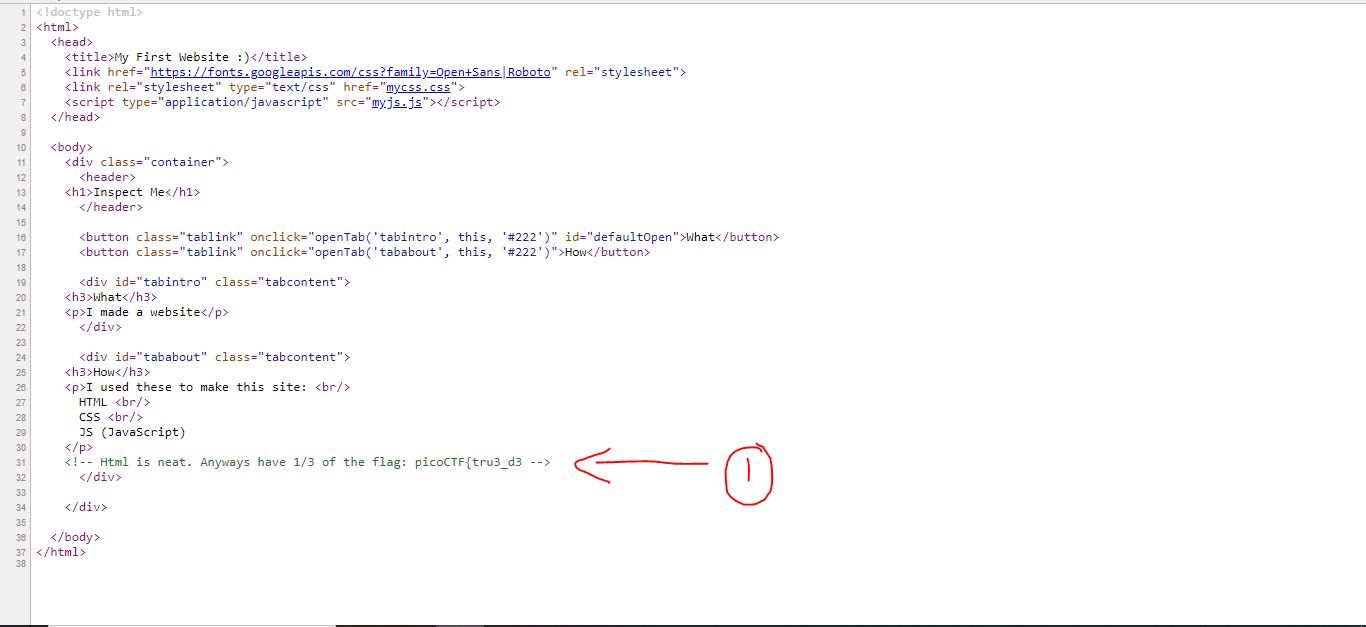 1 <!doctype html>
2 <html>
3 <head>
4 <title>My First Website :)</title>
5 <link href="https://fonts.googleapis.com/css?family=Open+Sans|Roboto" rel="stylesheet">
6 <link rel="stylesheet" type="text/css" href="mycss.css">
7 <script type="application/javascript" src="myjs.js"></script>
8 </head>
9
10 <body>
11 <div class="container">
12 <header>
13 <h1>Inspect Me</h1>
14 </header>
15
16 <button class="tablink" onclick="openTab('tabintro', this, '#222')" id="defaultOpen">What</button>
17 <button class="tablink" onclick="openTab('tababout', this, '#222')">How</button>
18
19 <div id="tabintro" class="tabcontent">
20 <h3>What</h3>
21 <p>I made a website</p>
22 </div>
23
24 <div id="tababout" class="tabcontent">
25 <h3>How</h3>
26 <p>I used these to make this site: <br/>
27 HTML <br/>
28 CSS <br/>
29 JS (JavaScript)
30 </p>
31 <!-- Html is neat. Anyways have 1/3 of the flag: picoCTF{tru3_d3 --> 1
32 </div>
33
34 </div>
35
36 </body>
37 </html>
38